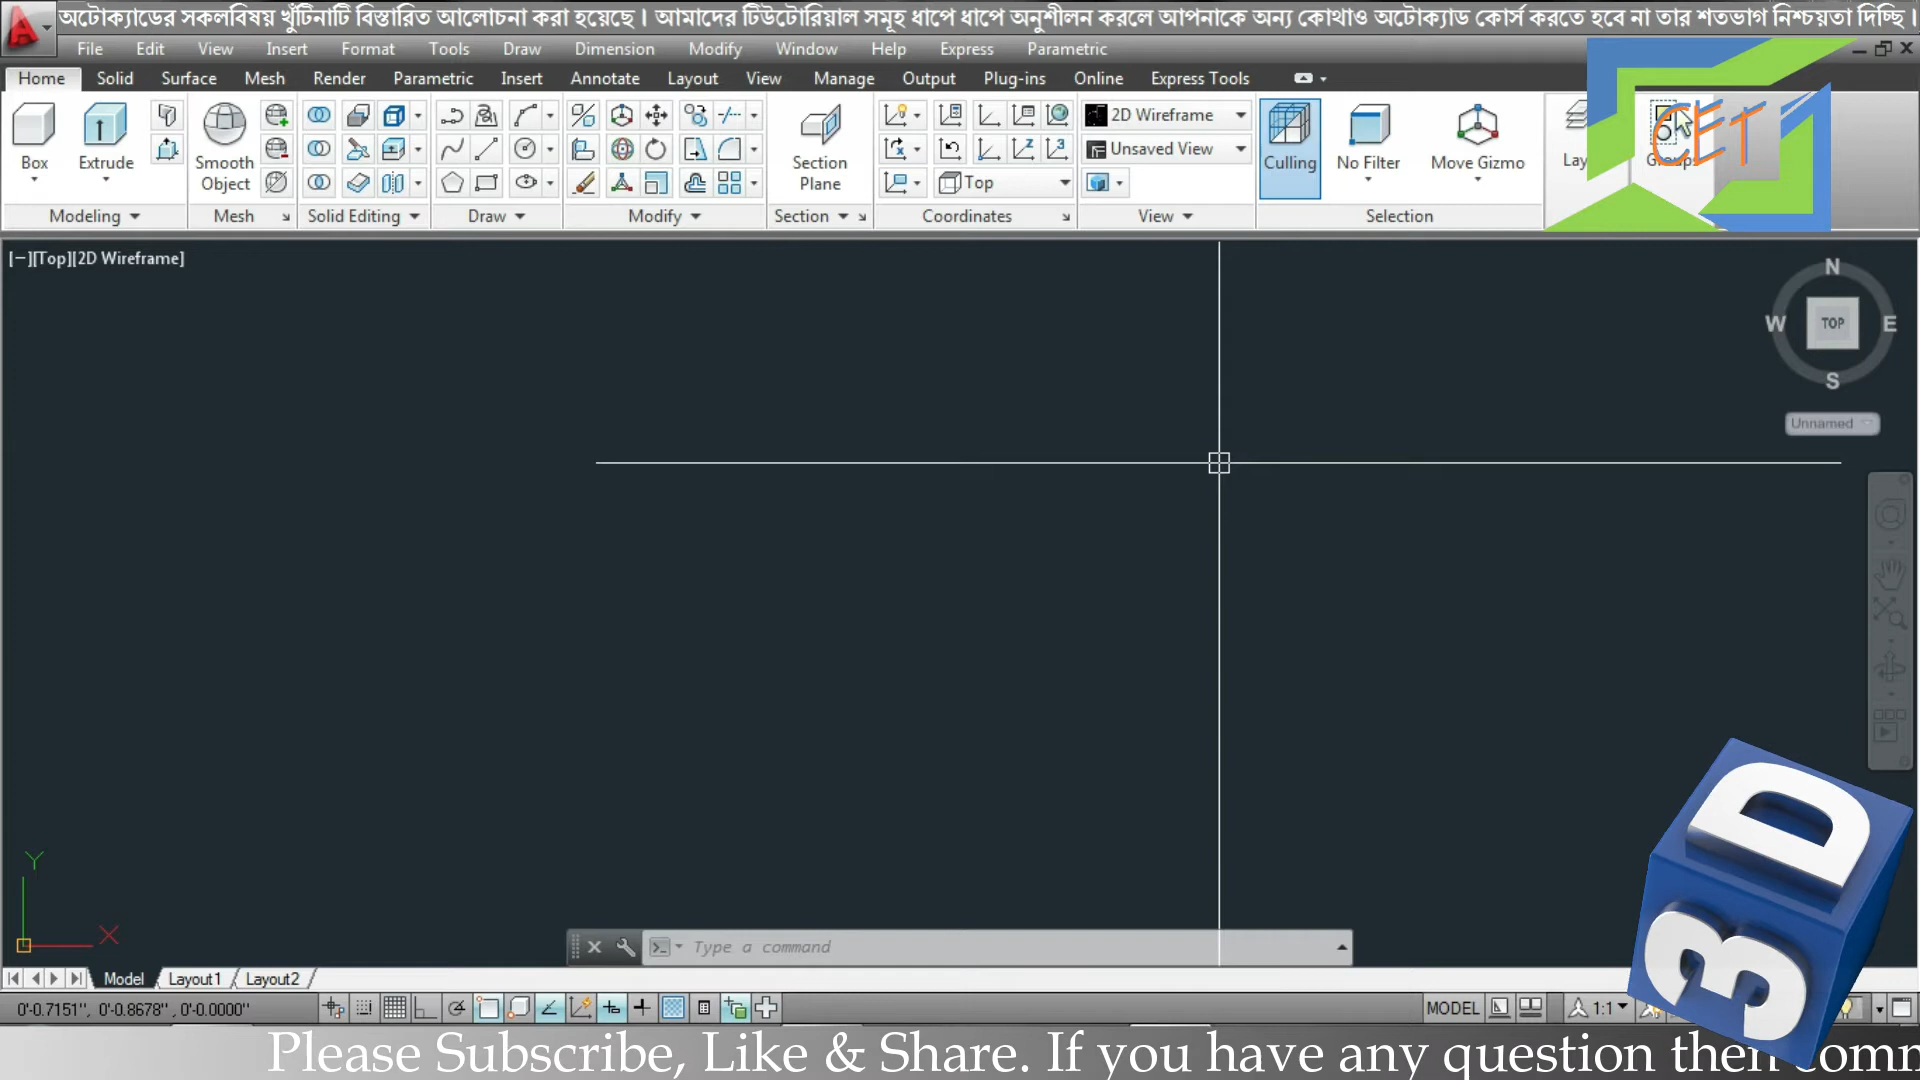 অটোক্যাডের সকলবিষয় খুঁটিনাটি বিস্তারিত আলোচনা করা হয়েছে। আমাদের টিউটোরিয়াল সমূহ ধাপে ধাপে অনুশীলন করলে আপনাকে অন্য কোথাও অটোক্যাড কোর্স করতে হবে না তার শতভাগ নিশ্চয়তা দিচ্ছি।
File Edit View Insert Format Tools Draw Dimension Modify Window Help Express Parametric
Home Solid Surface Mesh Render Parametric Insert Annotate Layout View Manage Output Plug-ins Online Express Tools
2D Wireframe
CET
Unsaved View
Box Extrude Smooth Object Section Plane Culling No Filter Move Gizmo Groups
Top
Modeling Mesh Solid Editing Draw Modify Section Coordinates View Selection
[−][Top][2D Wireframe]
N
W TOP E
S
Unnamed
3D
Y
X
Type a command
Model Layout1 Layout2
0'-0.7151", 0'-0.8678" , 0'-0.0000" MODEL 1:1
Please Subscribe, Like & Share. If you have any question then comm